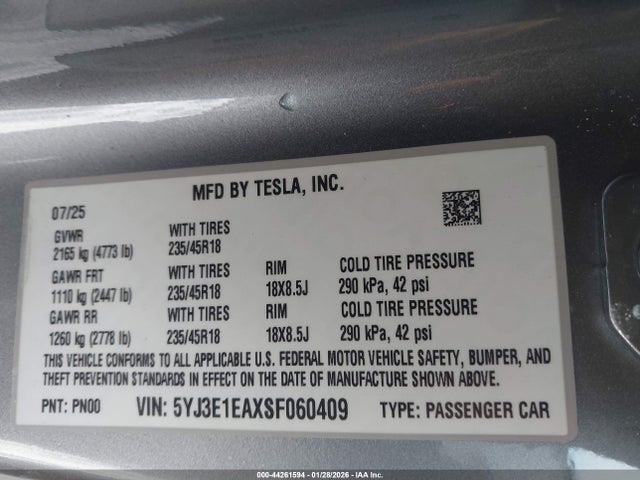 MFD BY TESLA, INC.
07/25
GVWR WITH TIRES
2165 kg (4773 lb) 235/45R18
GAWR FRT WITH TIRES RIM COLD TIRE PRESSURE
1110 kg (2447 lb) 235/45R18 18X8.5J 290 kPa, 42 psi
GAWR RR WITH TIRES RIM COLD TIRE PRESSURE
1260 kg (2778 lb) 235/45R18 18X8.5J 290 kPa, 42 psi
THIS VEHICLE CONFORMS TO ALL APPLICABLE U.S. FEDERAL MOTOR VEHICLE SAFETY, BUMPER, AND
THEFT PREVENTION STANDARDS IN EFFECT ON THE DATE OF MANUFACTURE SHOWN ABOVE.
PNT: PN00 VIN: 5YJ3E1EAXSF060409 TYPE: PASSENGER CAR
000-44261594 - 01/28/2026 - IAA Inc.